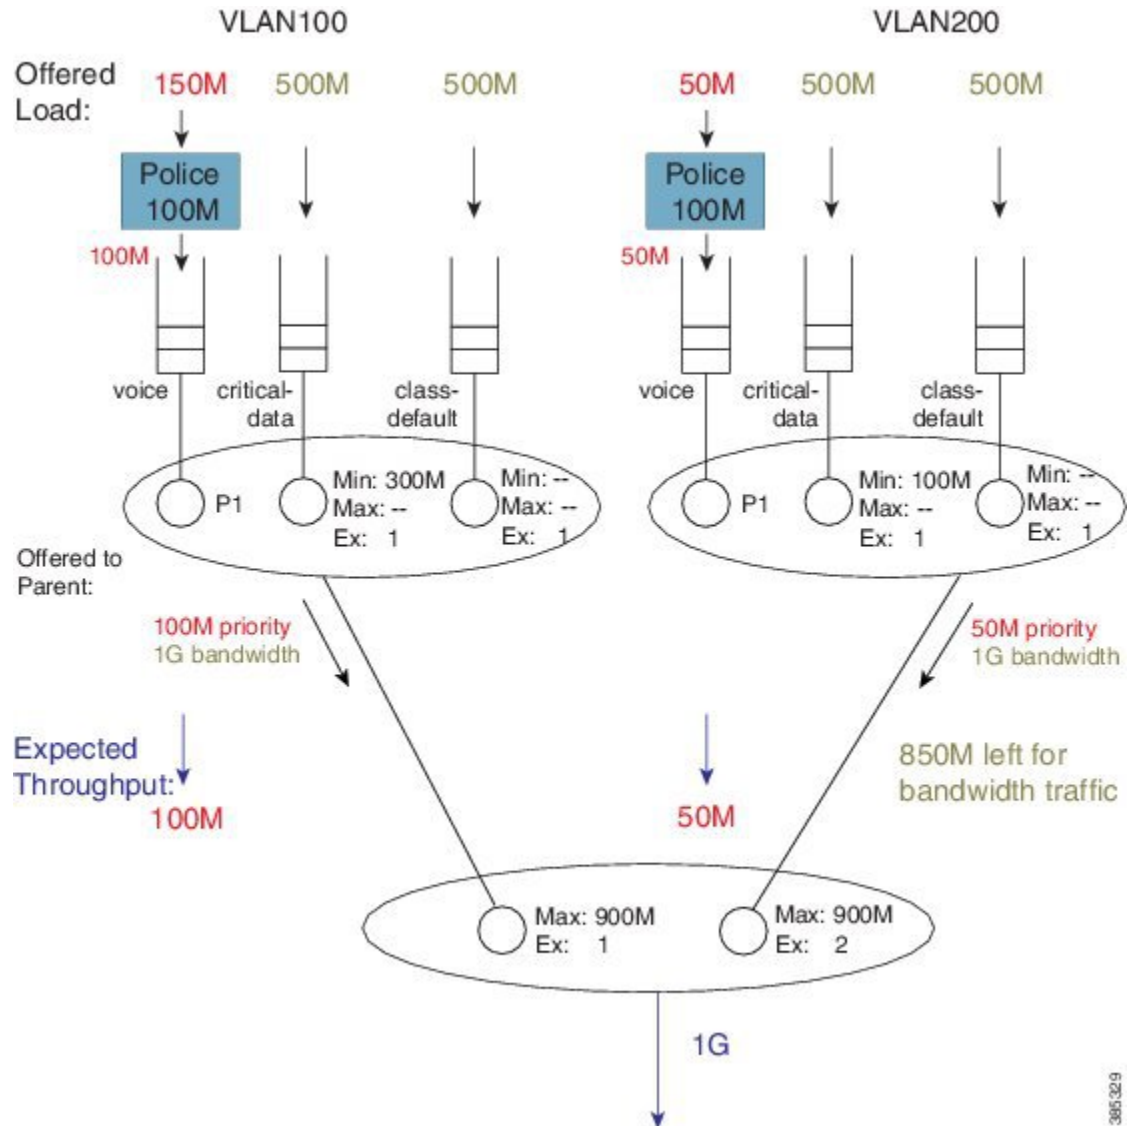 VLAN100
VLAN200
Offered
Load:
150M
500M
500M
50M
500M
500M
Police
100M
Police
100M
100M
50M
voice
critical-
data
class-
default
voice
critical-
data
class-
default
P1
Min: 300M
Max: --
Ex: 1
Min: --
Max: --
Ex: 1
P1
Min: 100M
Max: --
Ex: 1
Min: --
Max: --
Ex: 1
Offered to
Parent:
100M priority
1G bandwidth
50M priority
1G bandwidth
Expected
Throughput:
100M
50M
850M left for
bandwidth traffic
Max: 900M
Ex: 1
Max: 900M
Ex: 2
1G
385329